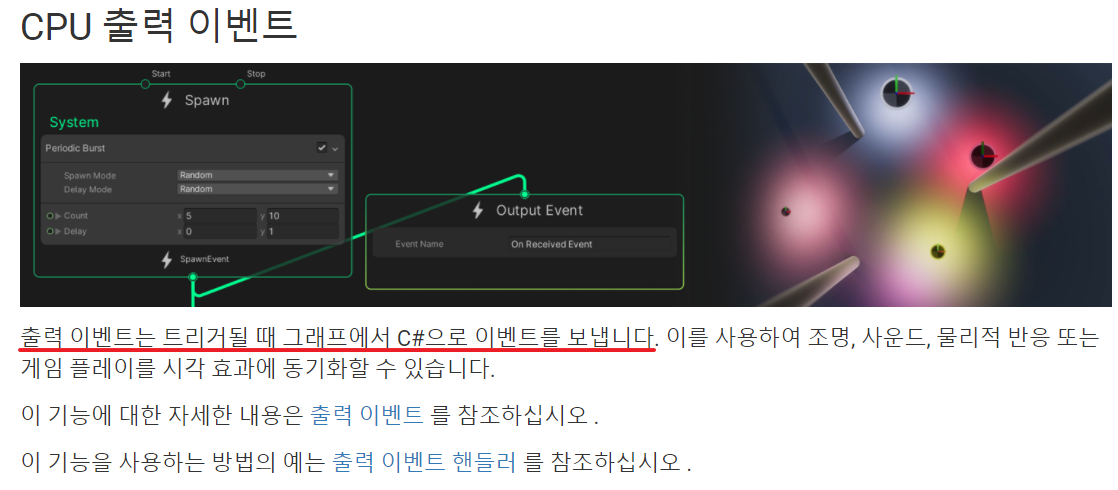 CPU 출력 이벤트
Start
Stop
Spawn
System
Periodic Burst
Spawn Mode Random
Delay Mode Random
Count x 5 y 10
Delay x 0 y 1
SpawnEvent
Output Event
Event Name On Received Event
출력 이벤트는 트리거될 때 그래프에서 C#으로 이벤트를 보냅니다. 이를 사용하여 조명, 사운드, 물리적 반응 또는
게임 플레이를 시각 효과에 동기화할 수 있습니다.
이 기능에 대한 자세한 내용은 출력 이벤트 를 참조하십시오 .
이 기능을 사용하는 방법의 예는 출력 이벤트 핸들러 를 참조하십시오 .